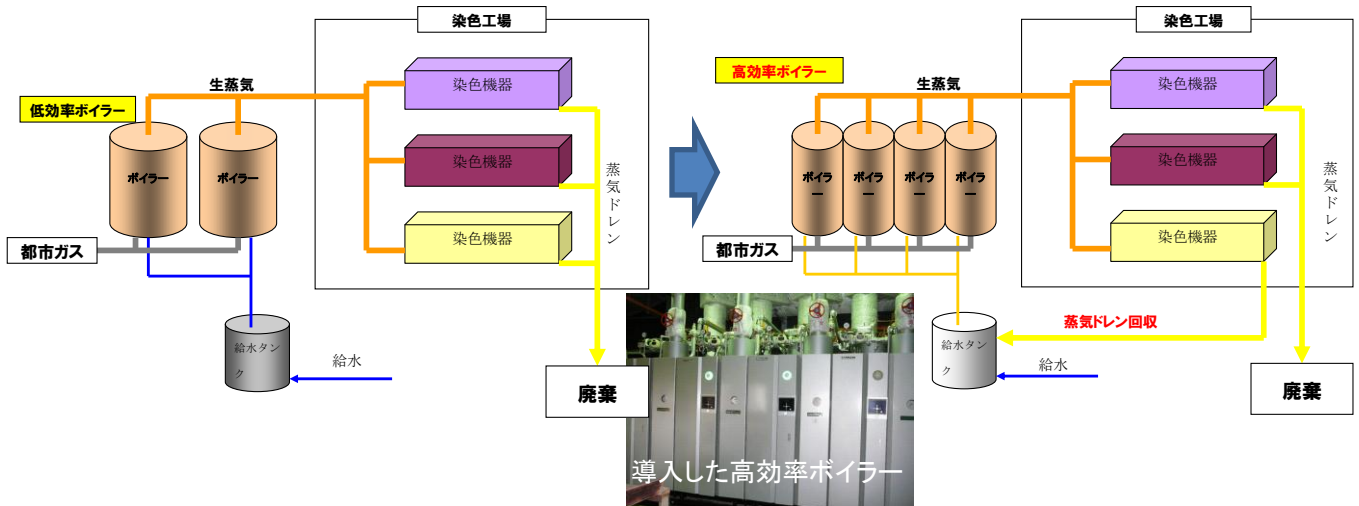 染色工場
低効率ボイラー
生蒸気
染色機器
染色機器
染色機器
ボイラー
ボイラー
蒸気ドレン
都市ガス
給水タン
ク
給水
廃棄
染色工場
高効率ボイラー
生蒸気
染色機器
染色機器
染色機器
ボイラ
ー
ボイラ
ー
ボイラ
ー
ボイラ
ー
蒸気ドレン
都市ガス
蒸気ドレン回収
給水タン
ク
給水
廃棄
導入した高効率ボイラー